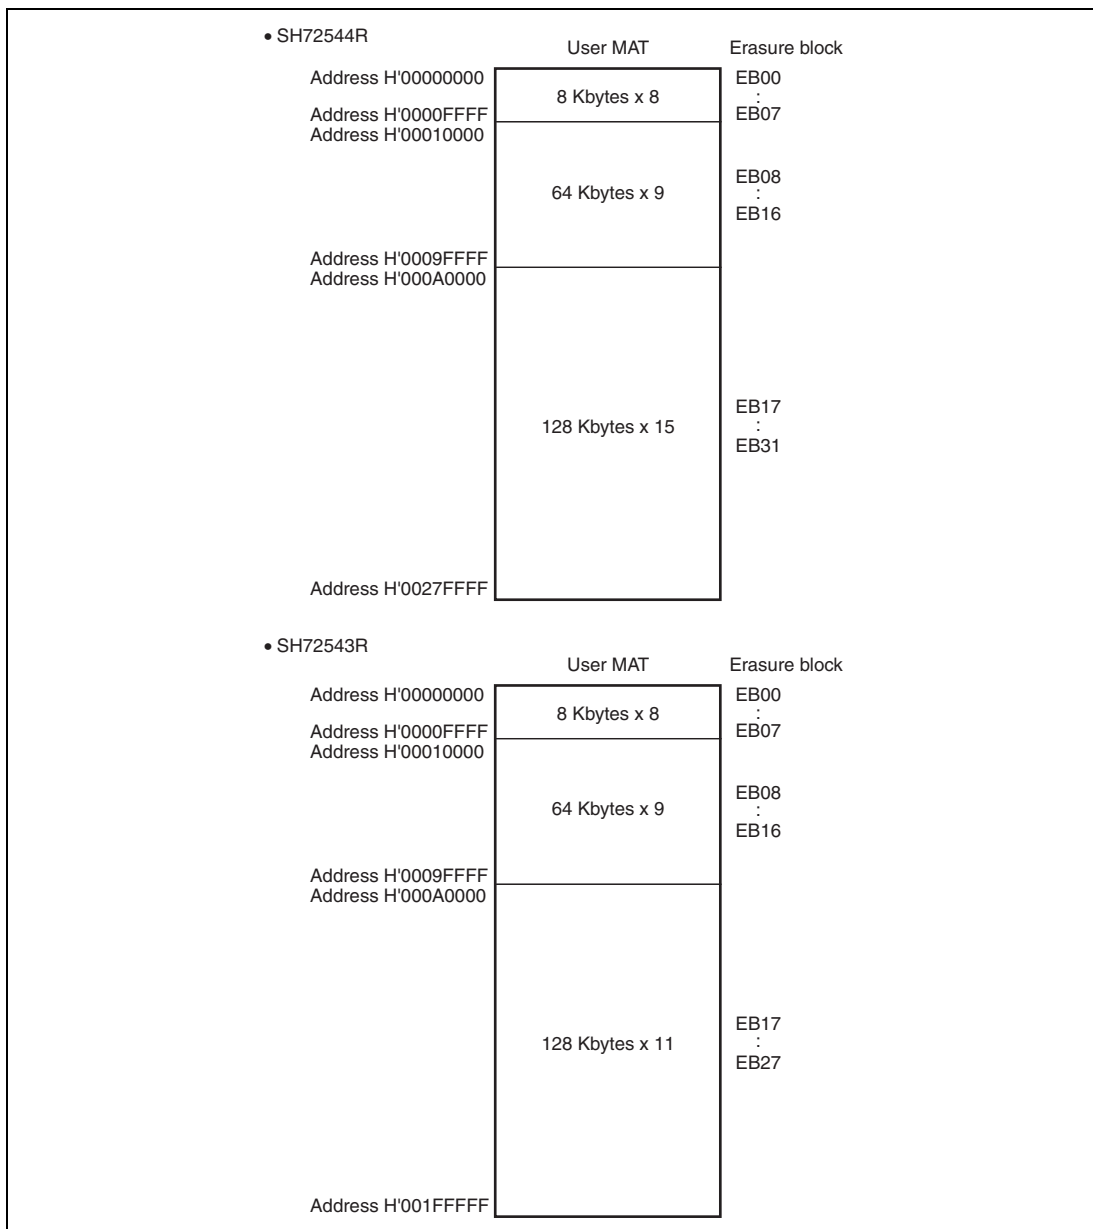 • SH72544R
User MAT Erasure block
Address H'00000000 EB00
8 Kbytes x 8 :
Address H'0000FFFF EB07
Address H'00010000
EB08
64 Kbytes x 9 :
EB16
Address H'0009FFFF
Address H'000A0000
EB17
128 Kbytes x 15 :
EB31
Address H'0027FFFF
• SH72543R
User MAT Erasure block
Address H'00000000 EB00
8 Kbytes x 8 :
Address H'0000FFFF EB07
Address H'00010000
EB08
64 Kbytes x 9 :
EB16
Address H'0009FFFF
Address H'000A0000
EB17
128 Kbytes x 11 :
EB27
Address H'001FFFFF